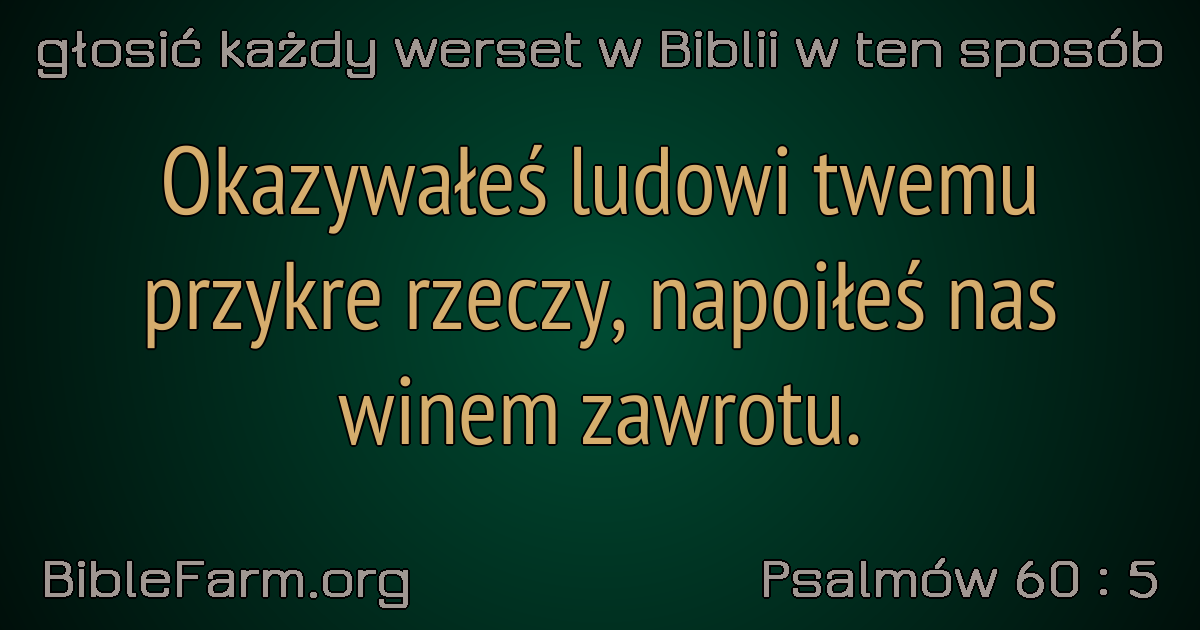 głosić każdy werset w Biblii w ten sposób
Okazywałeś ludowi twemu
przykre rzeczy, napoiłeś nas
winem zawrotu.
BibleFarm.org
Psalmów 60 : 5